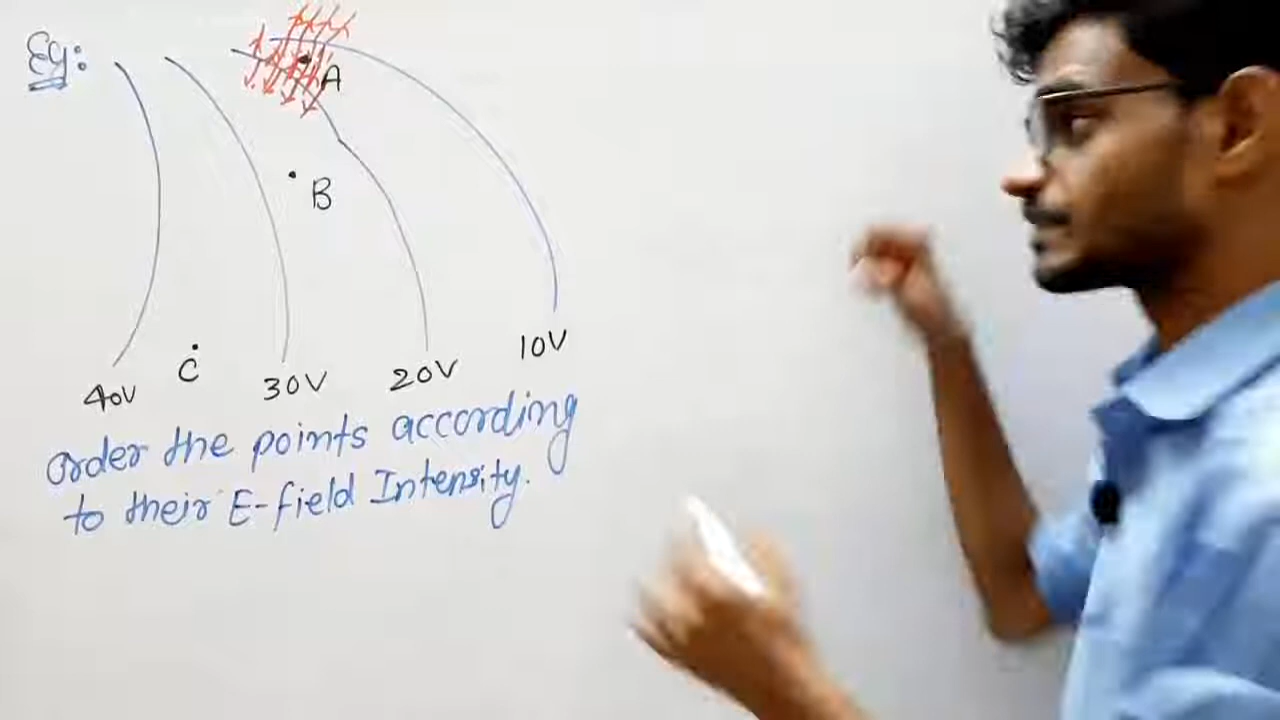 Eg:
A
B
C
40V 30V 20V 10V
order the points according
to their E-field Intensity.